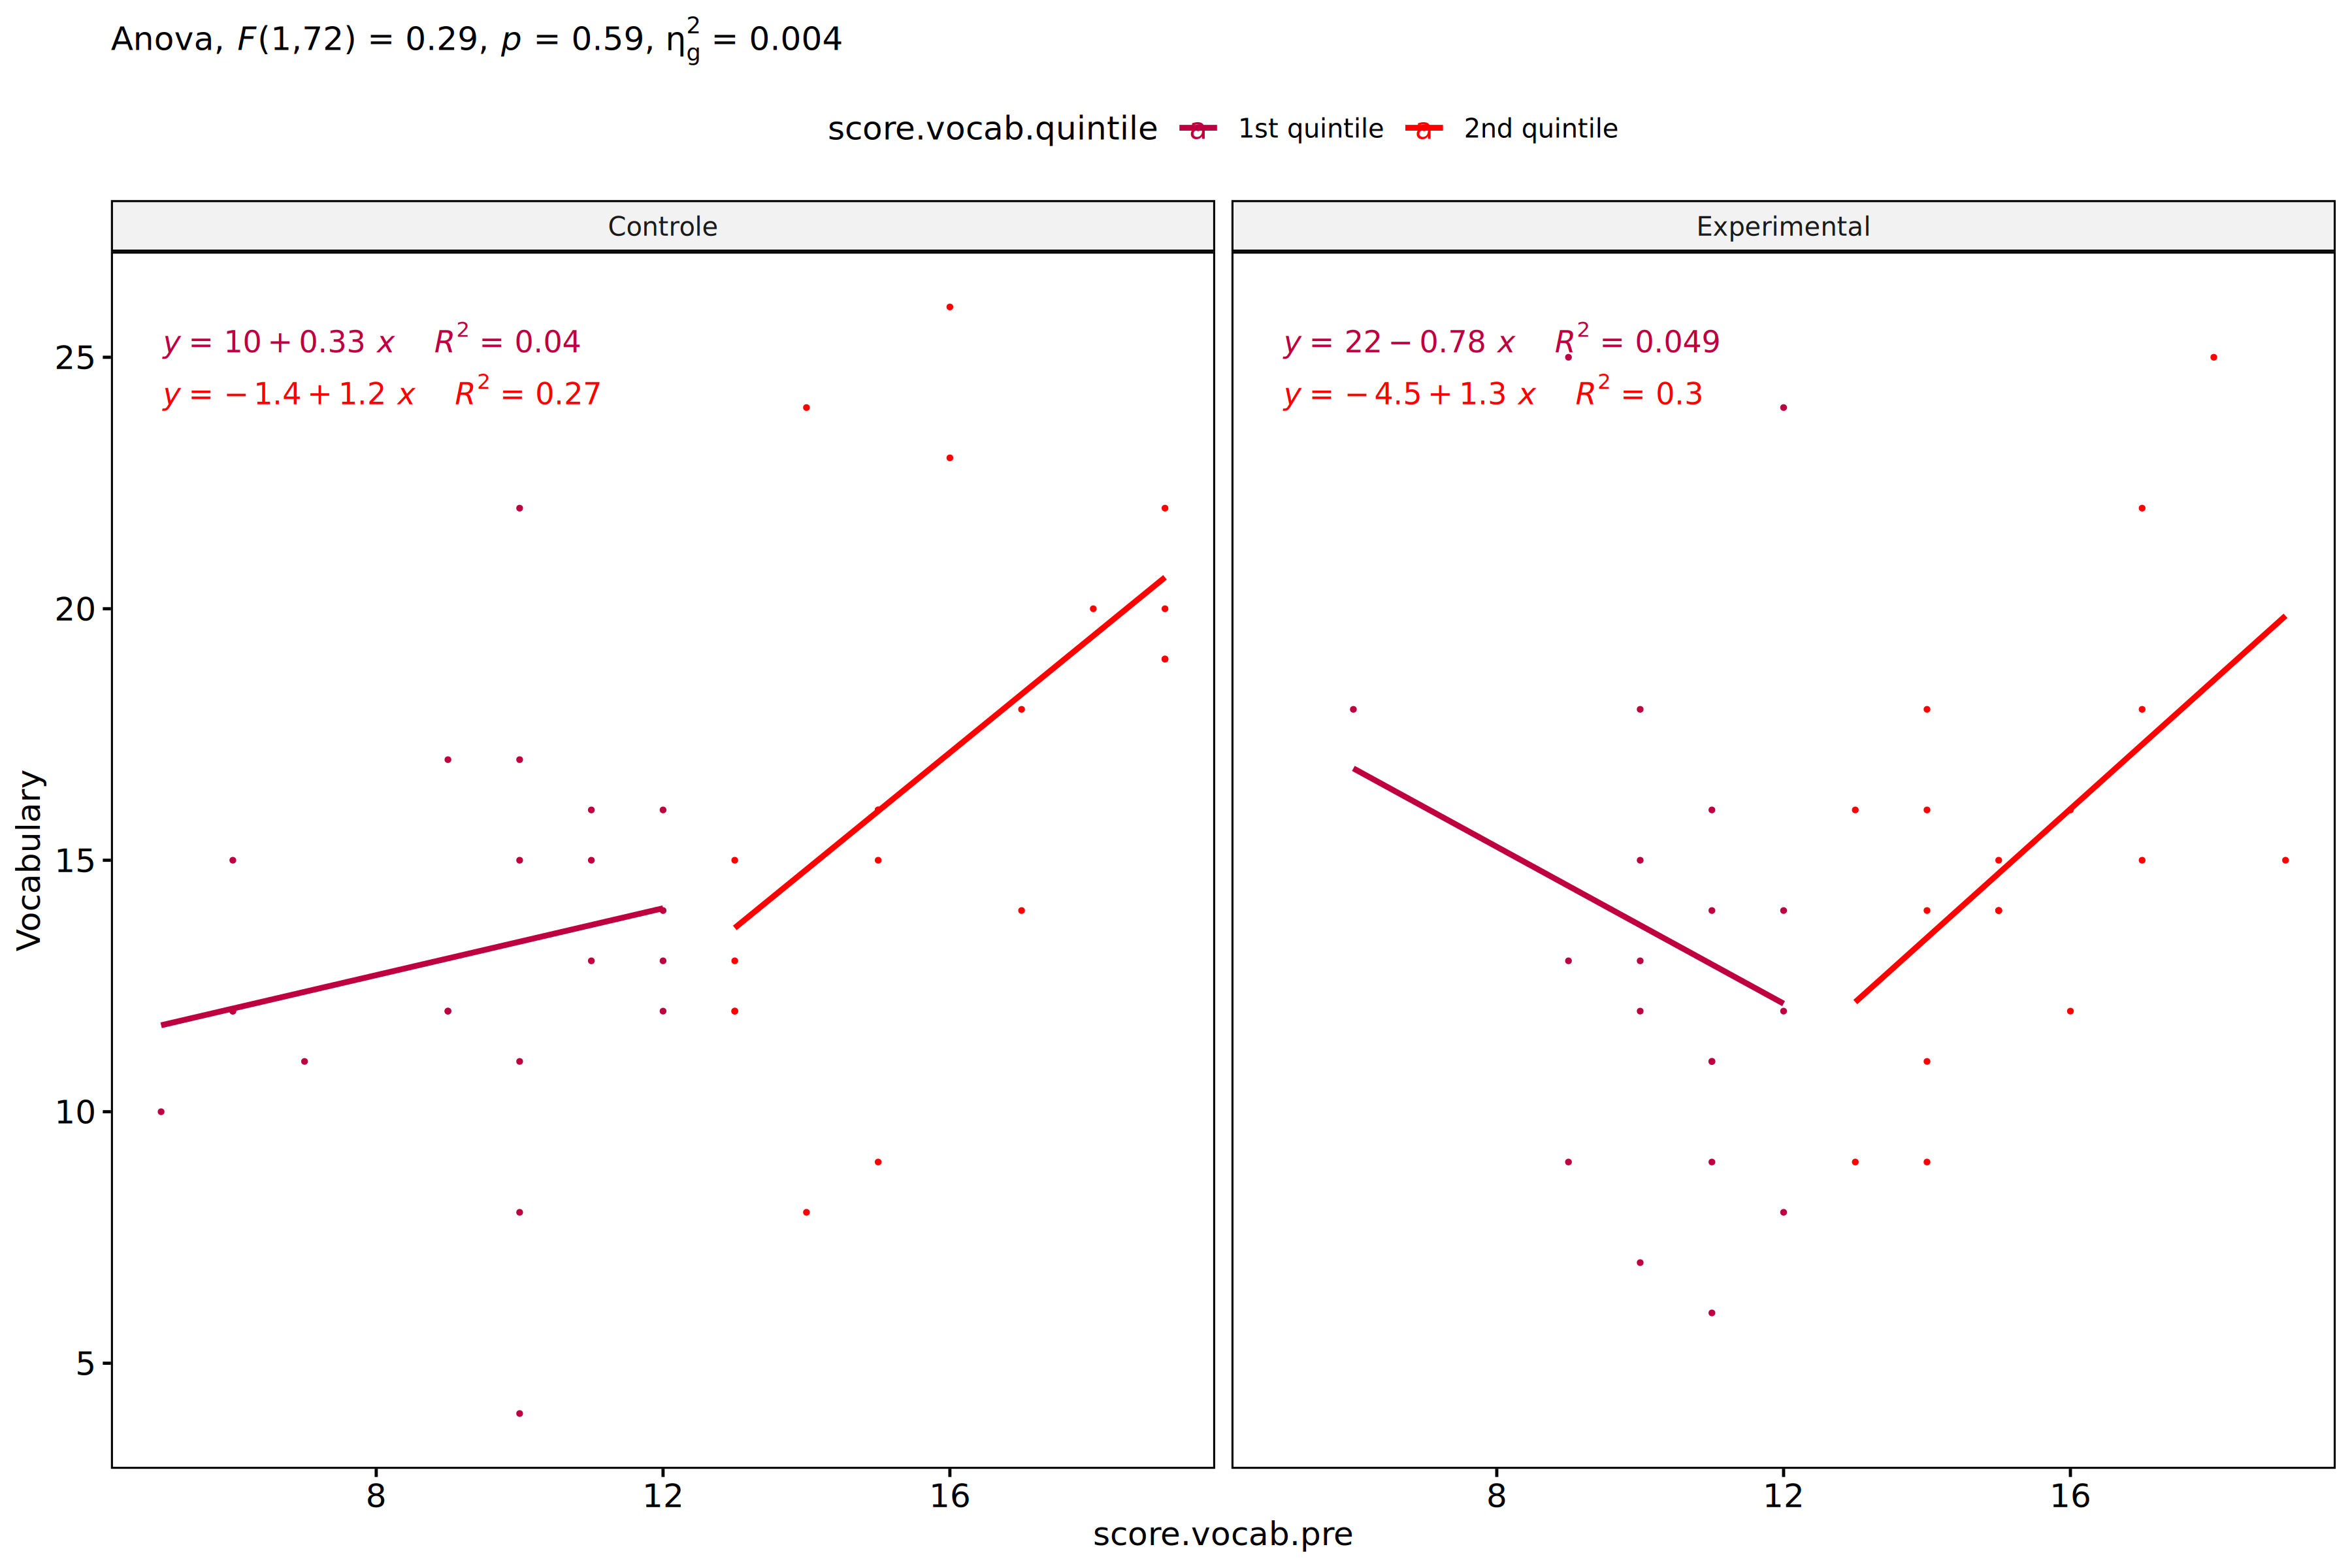 Anova, F(1,72) = 0.29, p = 0.59, η²g = 0.004
score.vocab.quintile a 1st quintile a 2nd quintile
Controle
Experimental
y = 10 + 0.33 x R² = 0.04
y = − 1.4 + 1.2 x R² = 0.27
y = 22 − 0.78 x R² = 0.049
y = − 4.5 + 1.3 x R² = 0.3
Vocabulary
25
20
15
10
5
8 12 16
8 12 16
score.vocab.pre